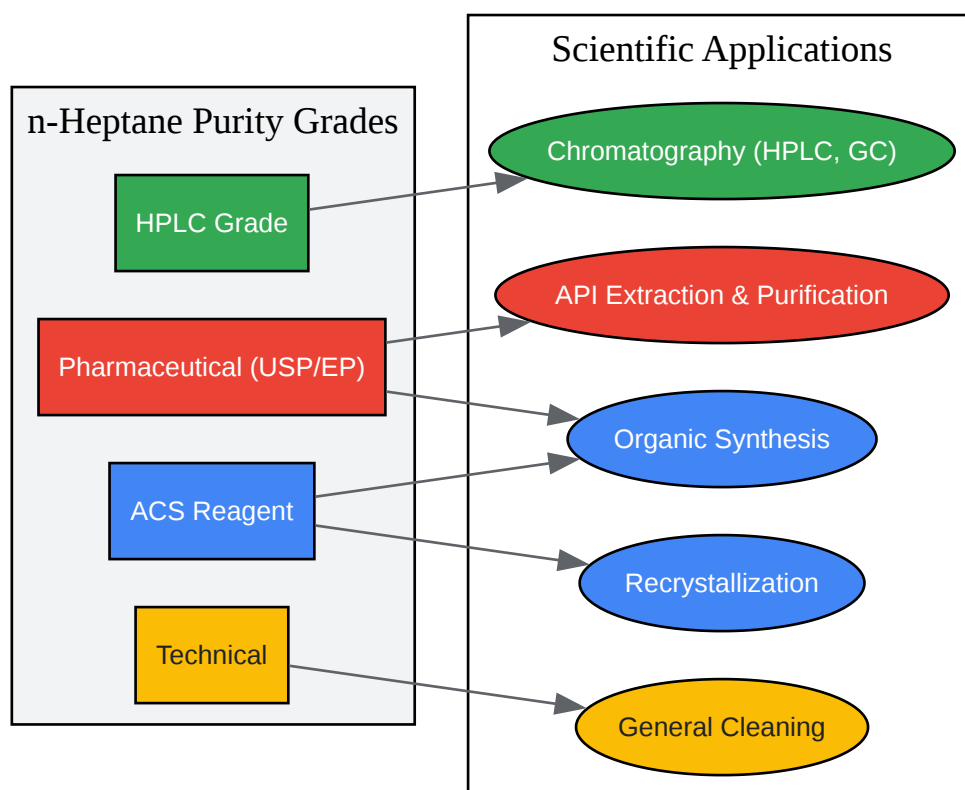 n-Heptane Purity Grades
HPLC Grade
Pharmaceutical (USP/EP)
ACS Reagent
Technical
Scientific Applications
Chromatography (HPLC, GC)
API Extraction & Purification
Organic Synthesis
Recrystallization
General Cleaning